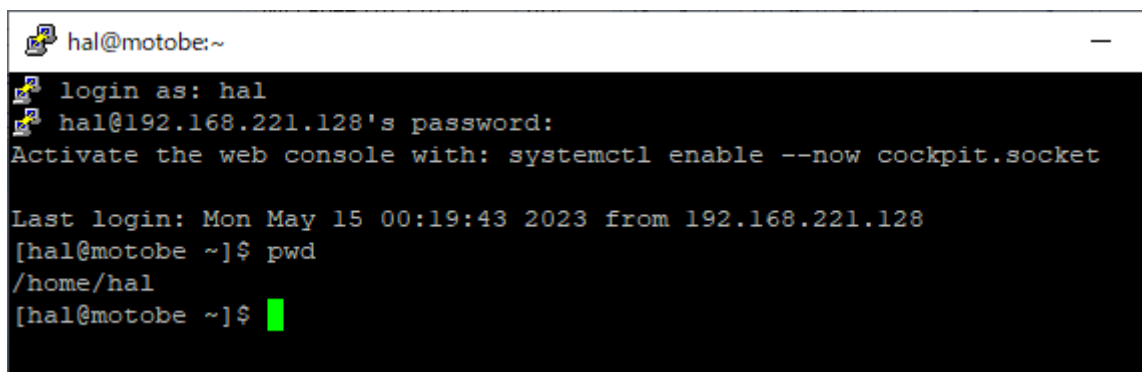 hal@motobe:~
login as: hal
hal@192.168.221.128's password:
Activate the web console with: systemctl enable --now cockpit.socket
Last login: Mon May 15 00:19:43 2023 from 192.168.221.128
[hal@motobe ~]$ pwd
/home/hal
[hal@motobe ~]$